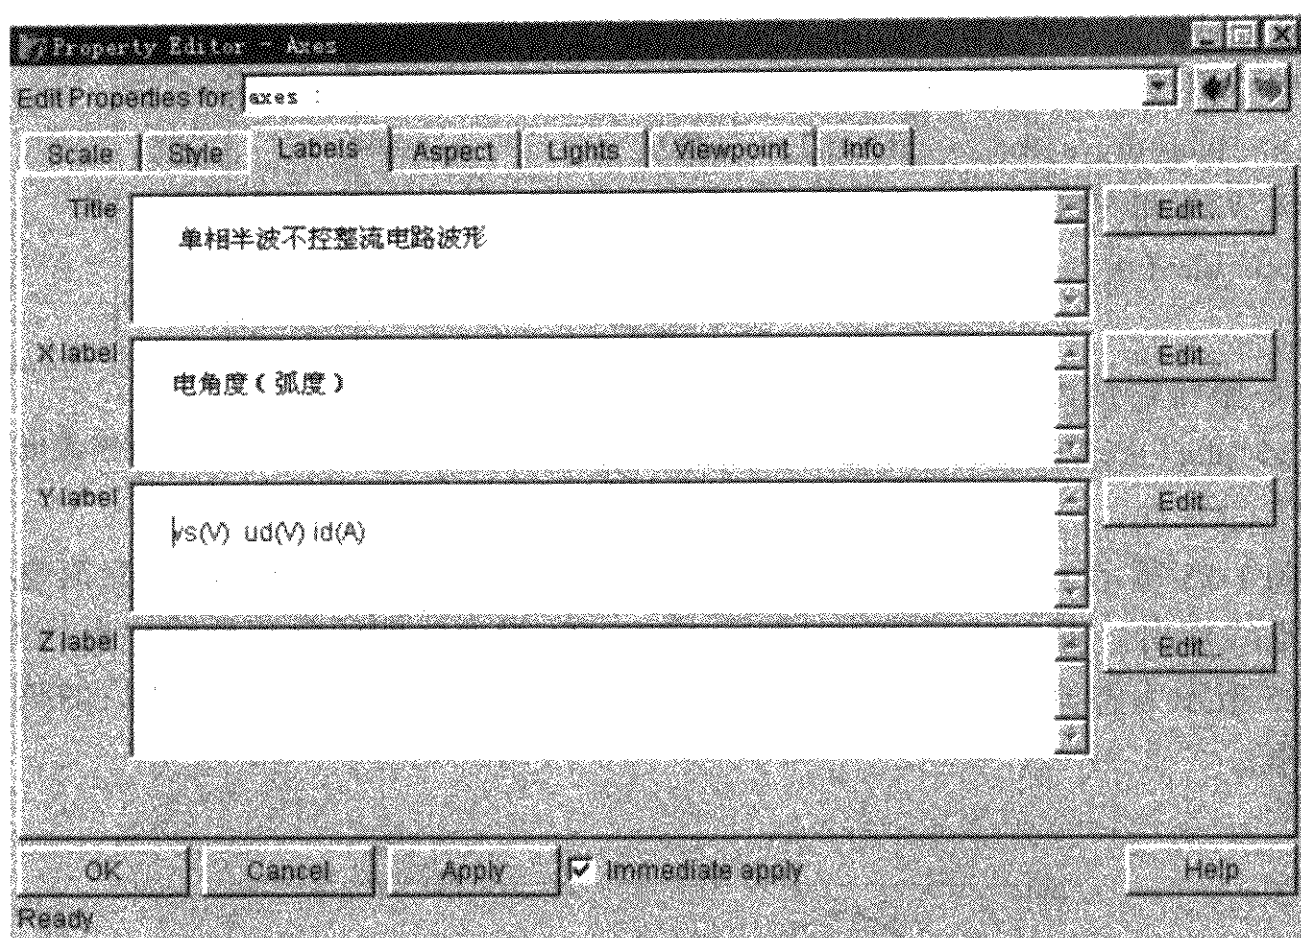 Property Editor - Axes
Edit Properties for: axes :
Scale Style Labels Aspect Lights Viewpoint Info
Title 单相半波不控整流电路波形 Edit...
X label 电角度(弧度) Edit...
Y label vs(V) ud(V) id(A) Edit...
Z label Edit...
OK Cancel Apply Immediate apply Help
Ready